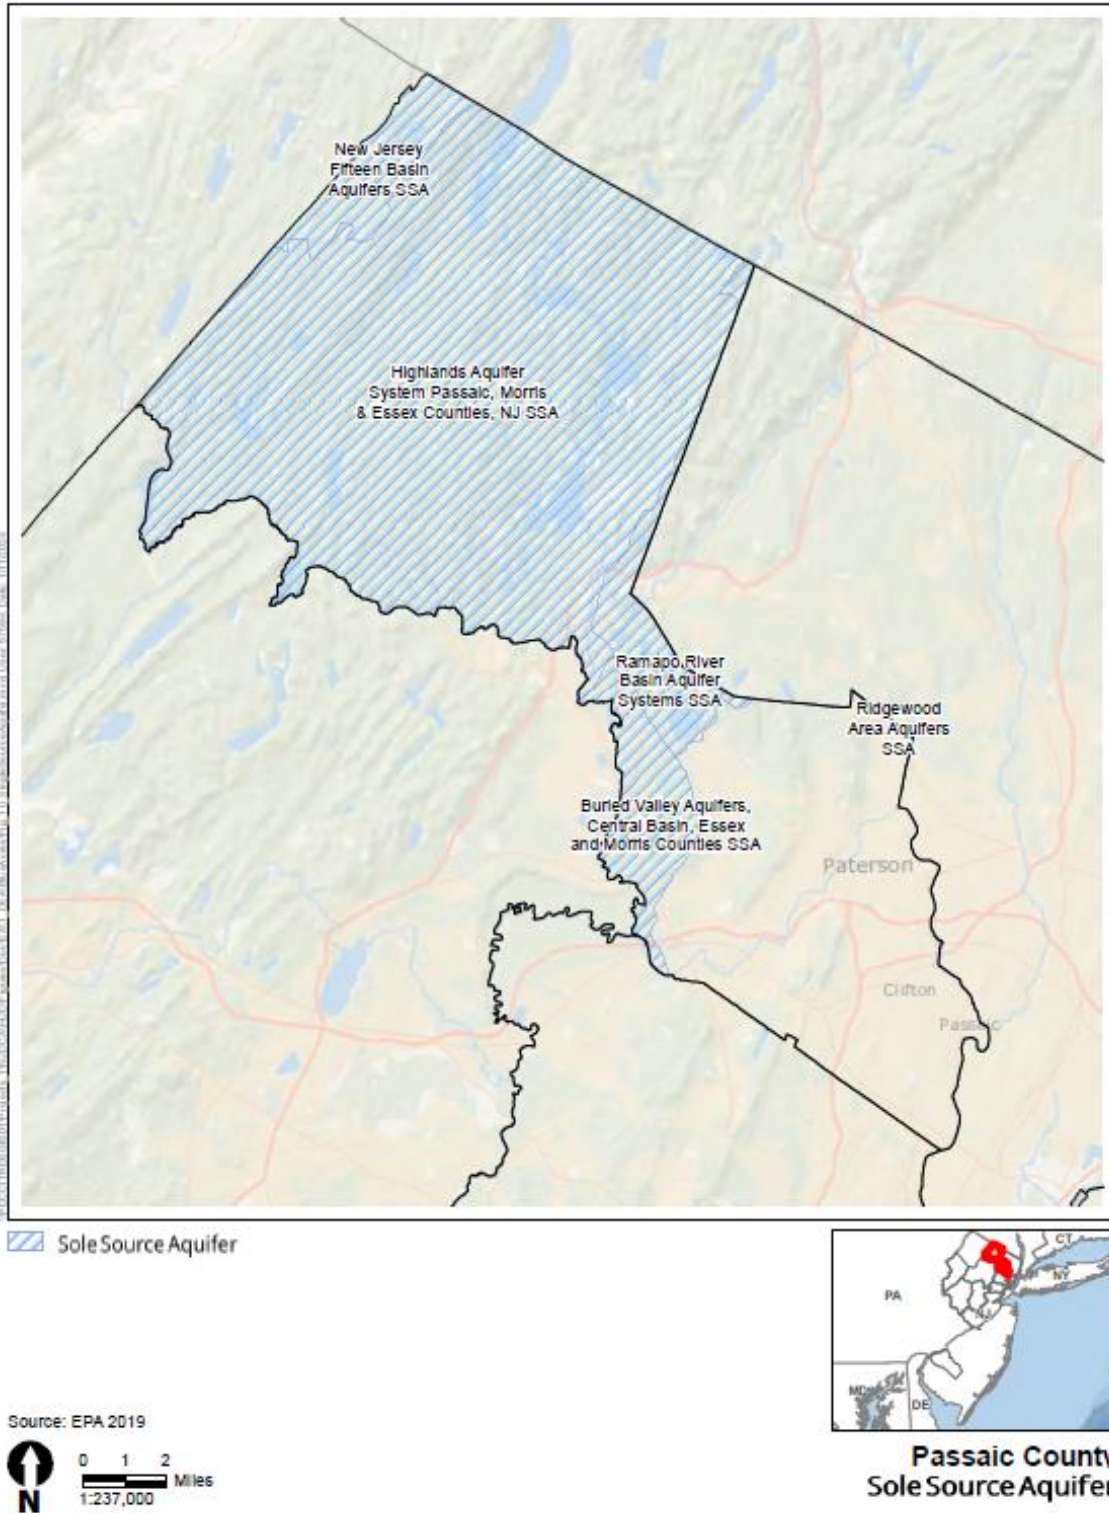 New Jersey
Fifteen Basin
Aquifers SSA
Highlands Aquifer
System Passaic, Morris
& Essex Counties, NJ SSA
Ramapo River
Basin Aquifer
Systems SSA
Ridgewood
Area Aquifers
SSA
Buried Valley Aquifers,
Central Basin, Essex
and Morris Counties SSA
Paterson
Clifton
Passaic
Sole Source Aquifer
CT
NY
PA
NJ
MD
DE
Source: EPA 2019
0 1 2
Miles
1:237,000
N
Passaic County
Sole Source Aquifer